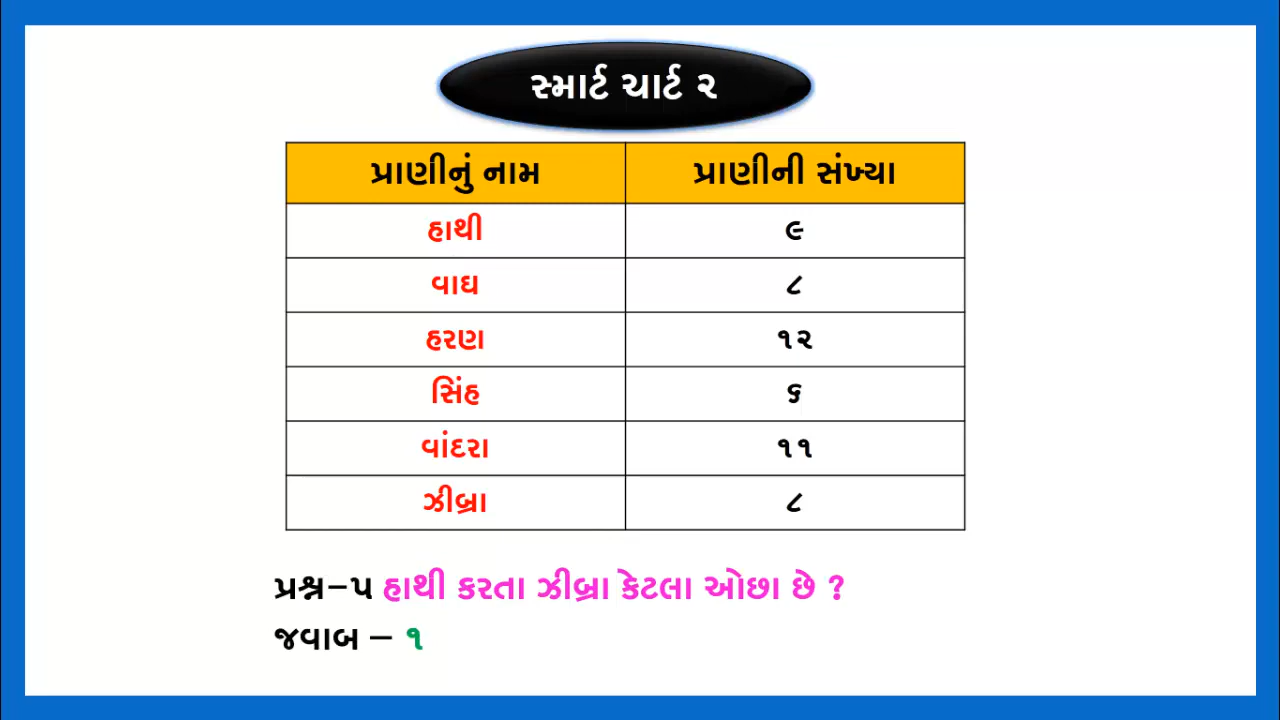 સ્માર્ટ ચાર્ટ ૨
પ્રાણીનું નામ પ્રાણીની સંખ્યા
હાથી ૯
વાઘ ૮
હરણ ૧૨
સિંહ ૬
વાંદરા ૧૧
ઝીબ્રા ૮
પ્રશ્ન–૫ હાથી કરતા ઝીબ્રા કેટલા ઓછા છે ?
જવાબ – ૧